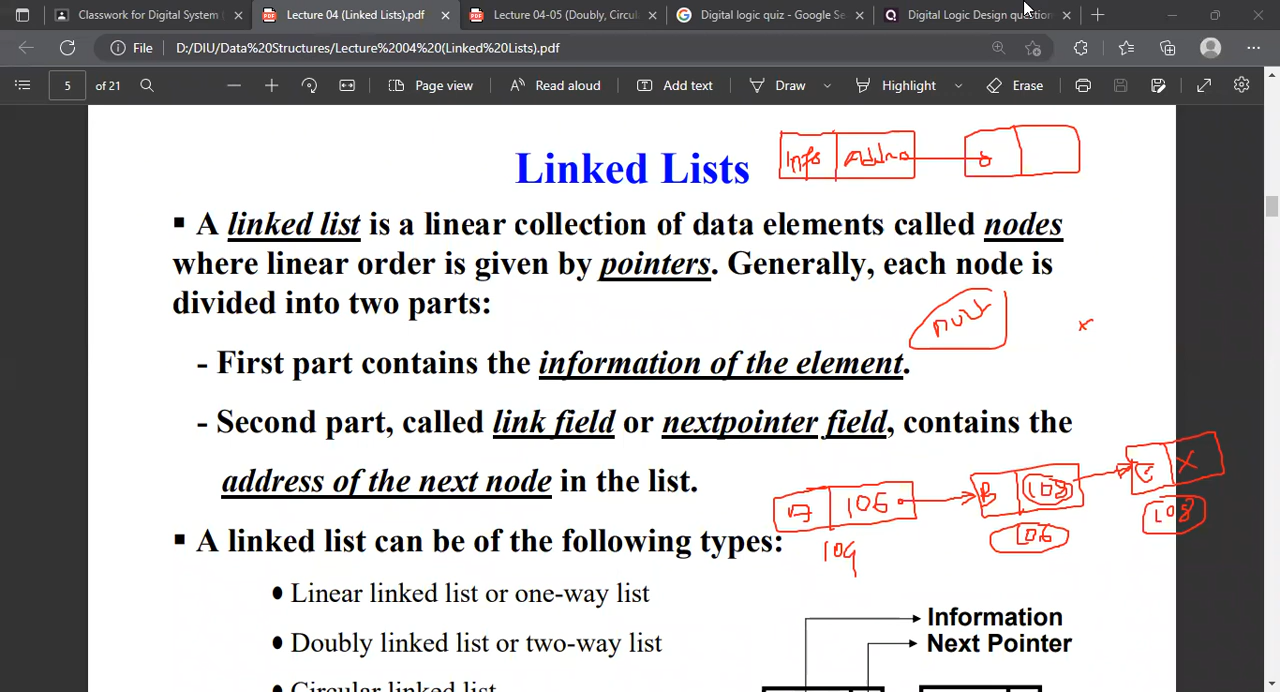 Classwork for Digital System (
Lecture 04 (Linked Lists).pdf
Lecture 04-05 (Doubly, Circu
Digital logic quiz - Google Se
Digital Logic Design question
File
D:/DIU/Data%20Structures/Lecture%2004%20(Linked%20Lists).pdf
5 of 21
Page view
Read aloud
Add text
Draw
Highlight
Erase
Linked Lists
Info
▪ A linked list is a linear collection of data elements called nodes
where linear order is given by pointers. Generally, each node is
divided into two parts:
- First part contains the information of the element.
- Second part, called link field or nextpointer field, contains the
address of the next node in the list.
106
B
108
X
106
108
▪ A linked list can be of the following types:
• Linear linked list or one-way list
Information
Next Pointer
• Doubly linked list or two-way list
• Circular linked list